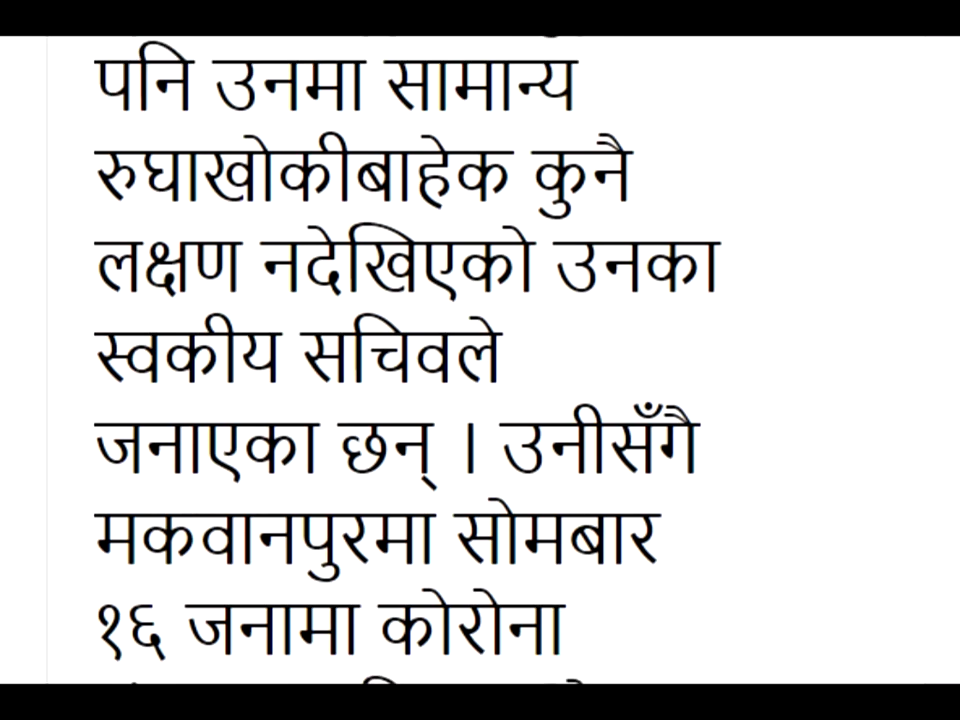 पनि उनमा सामान्य
रुघाखोकीबाहेक कुनै
लक्षण नदेखिएको उनका
स्वकीय सचिवले
जनाएका छन् । उनीसँगै
मकवानपुरमा सोमबार
१६ जनामा कोरोना